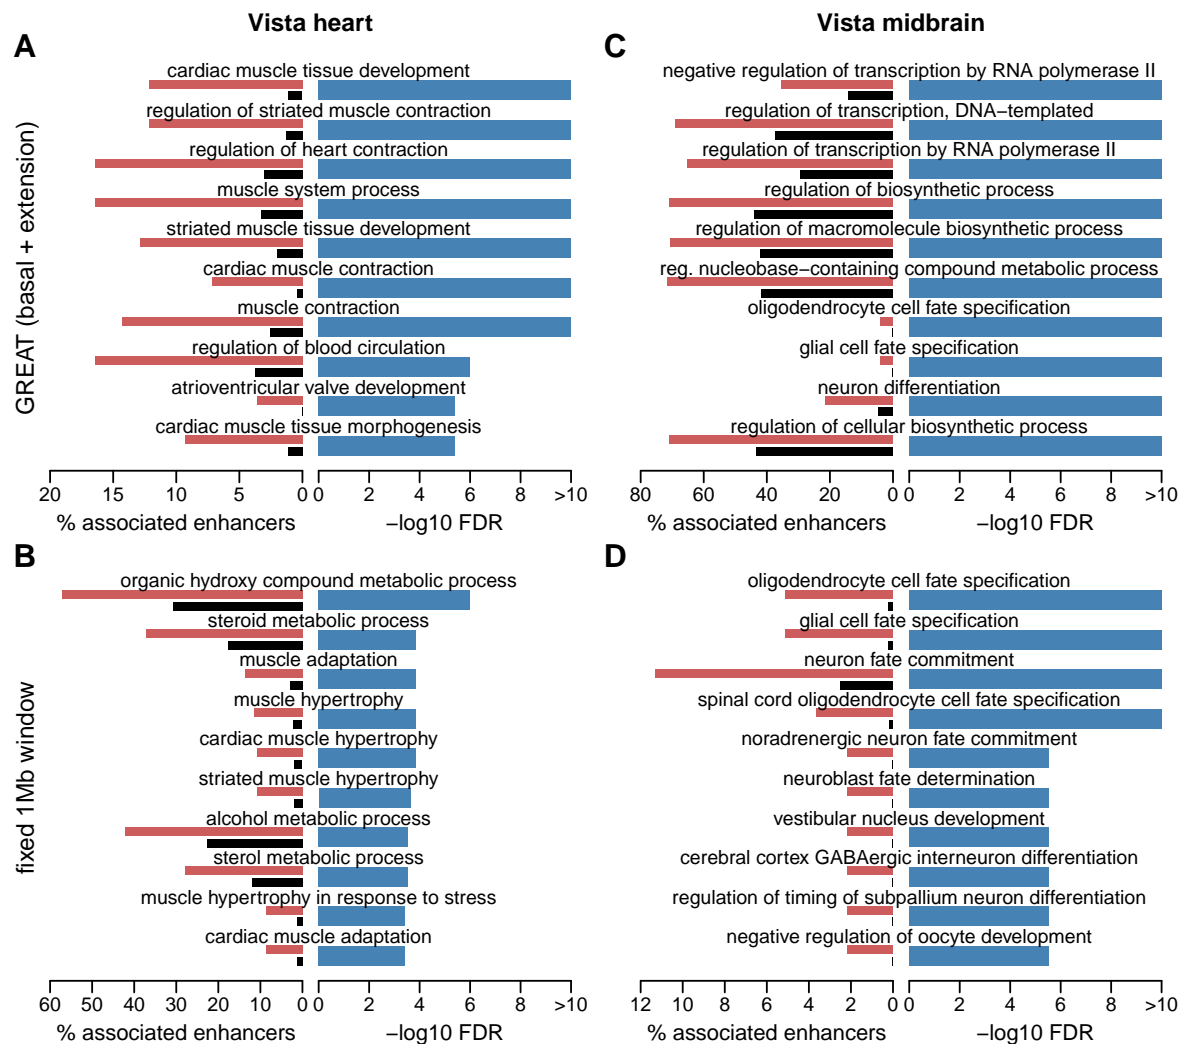 Vista heart
Vista midbrain
A
GREAT (basal + extension)
cardiac muscle tissue development
regulation of striated muscle contraction
regulation of heart contraction
muscle system process
striated muscle tissue development
cardiac muscle contraction
muscle contraction
regulation of blood circulation
atrioventricular valve development
cardiac muscle tissue morphogenesis
20 15 10 5 0 0 2 4 6 8 >10
% associated enhancers
−log10 FDR
C
negative regulation of transcription by RNA polymerase II
regulation of transcription, DNA−templated
regulation of transcription by RNA polymerase II
regulation of biosynthetic process
regulation of macromolecule biosynthetic process
reg. nucleobase−containing compound metabolic process
oligodendrocyte cell fate specification
glial cell fate specification
neuron differentiation
regulation of cellular biosynthetic process
80 60 40 20 0 0 2 4 6 8 >10
% associated enhancers
−log10 FDR
B
fixed 1Mb window
organic hydroxy compound metabolic process
steroid metabolic process
muscle adaptation
muscle hypertrophy
cardiac muscle hypertrophy
striated muscle hypertrophy
alcohol metabolic process
sterol metabolic process
muscle hypertrophy in response to stress
cardiac muscle adaptation
60 50 40 30 20 10 0 0 2 4 6 8 >10
% associated enhancers
−log10 FDR
D
oligodendrocyte cell fate specification
glial cell fate specification
neuron fate commitment
spinal cord oligodendrocyte cell fate specification
noradrenergic neuron fate commitment
neuroblast fate determination
vestibular nucleus development
cerebral cortex GABAergic interneuron differentiation
regulation of timing of subpallium neuron differentiation
negative regulation of oocyte development
12 10 8 6 4 2 0 0 2 4 6 8 >10
% associated enhancers
−log10 FDR